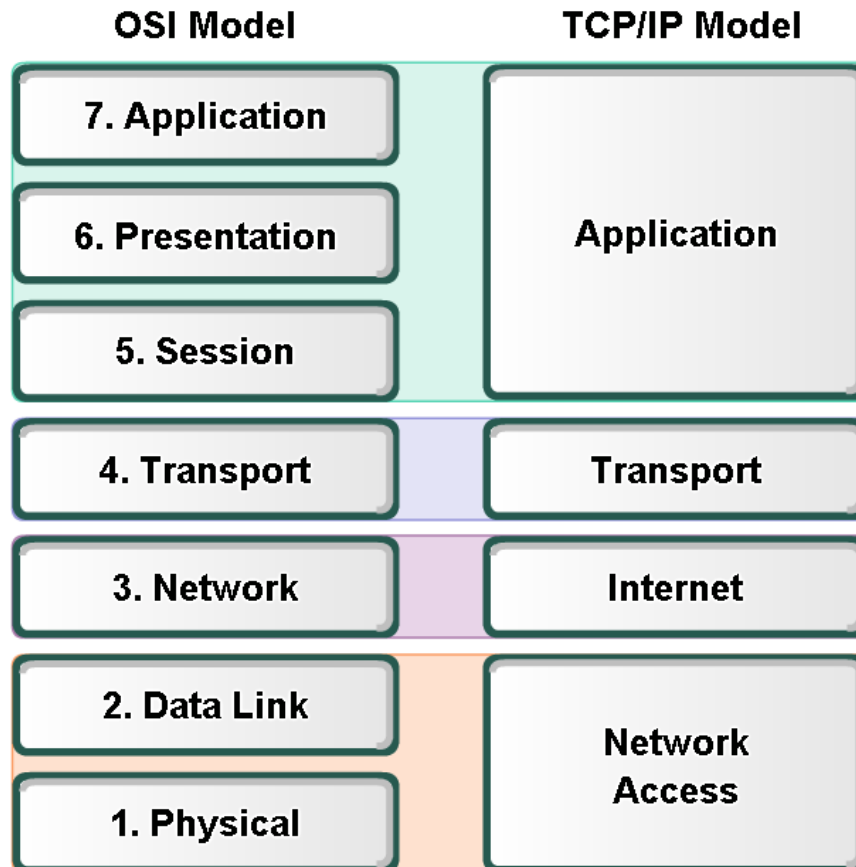 OSI Model
TCP/IP Model
7. Application
6. Presentation
5. Session
Application
4. Transport
Transport
3. Network
Internet
2. Data Link
1. Physical
Network
Access